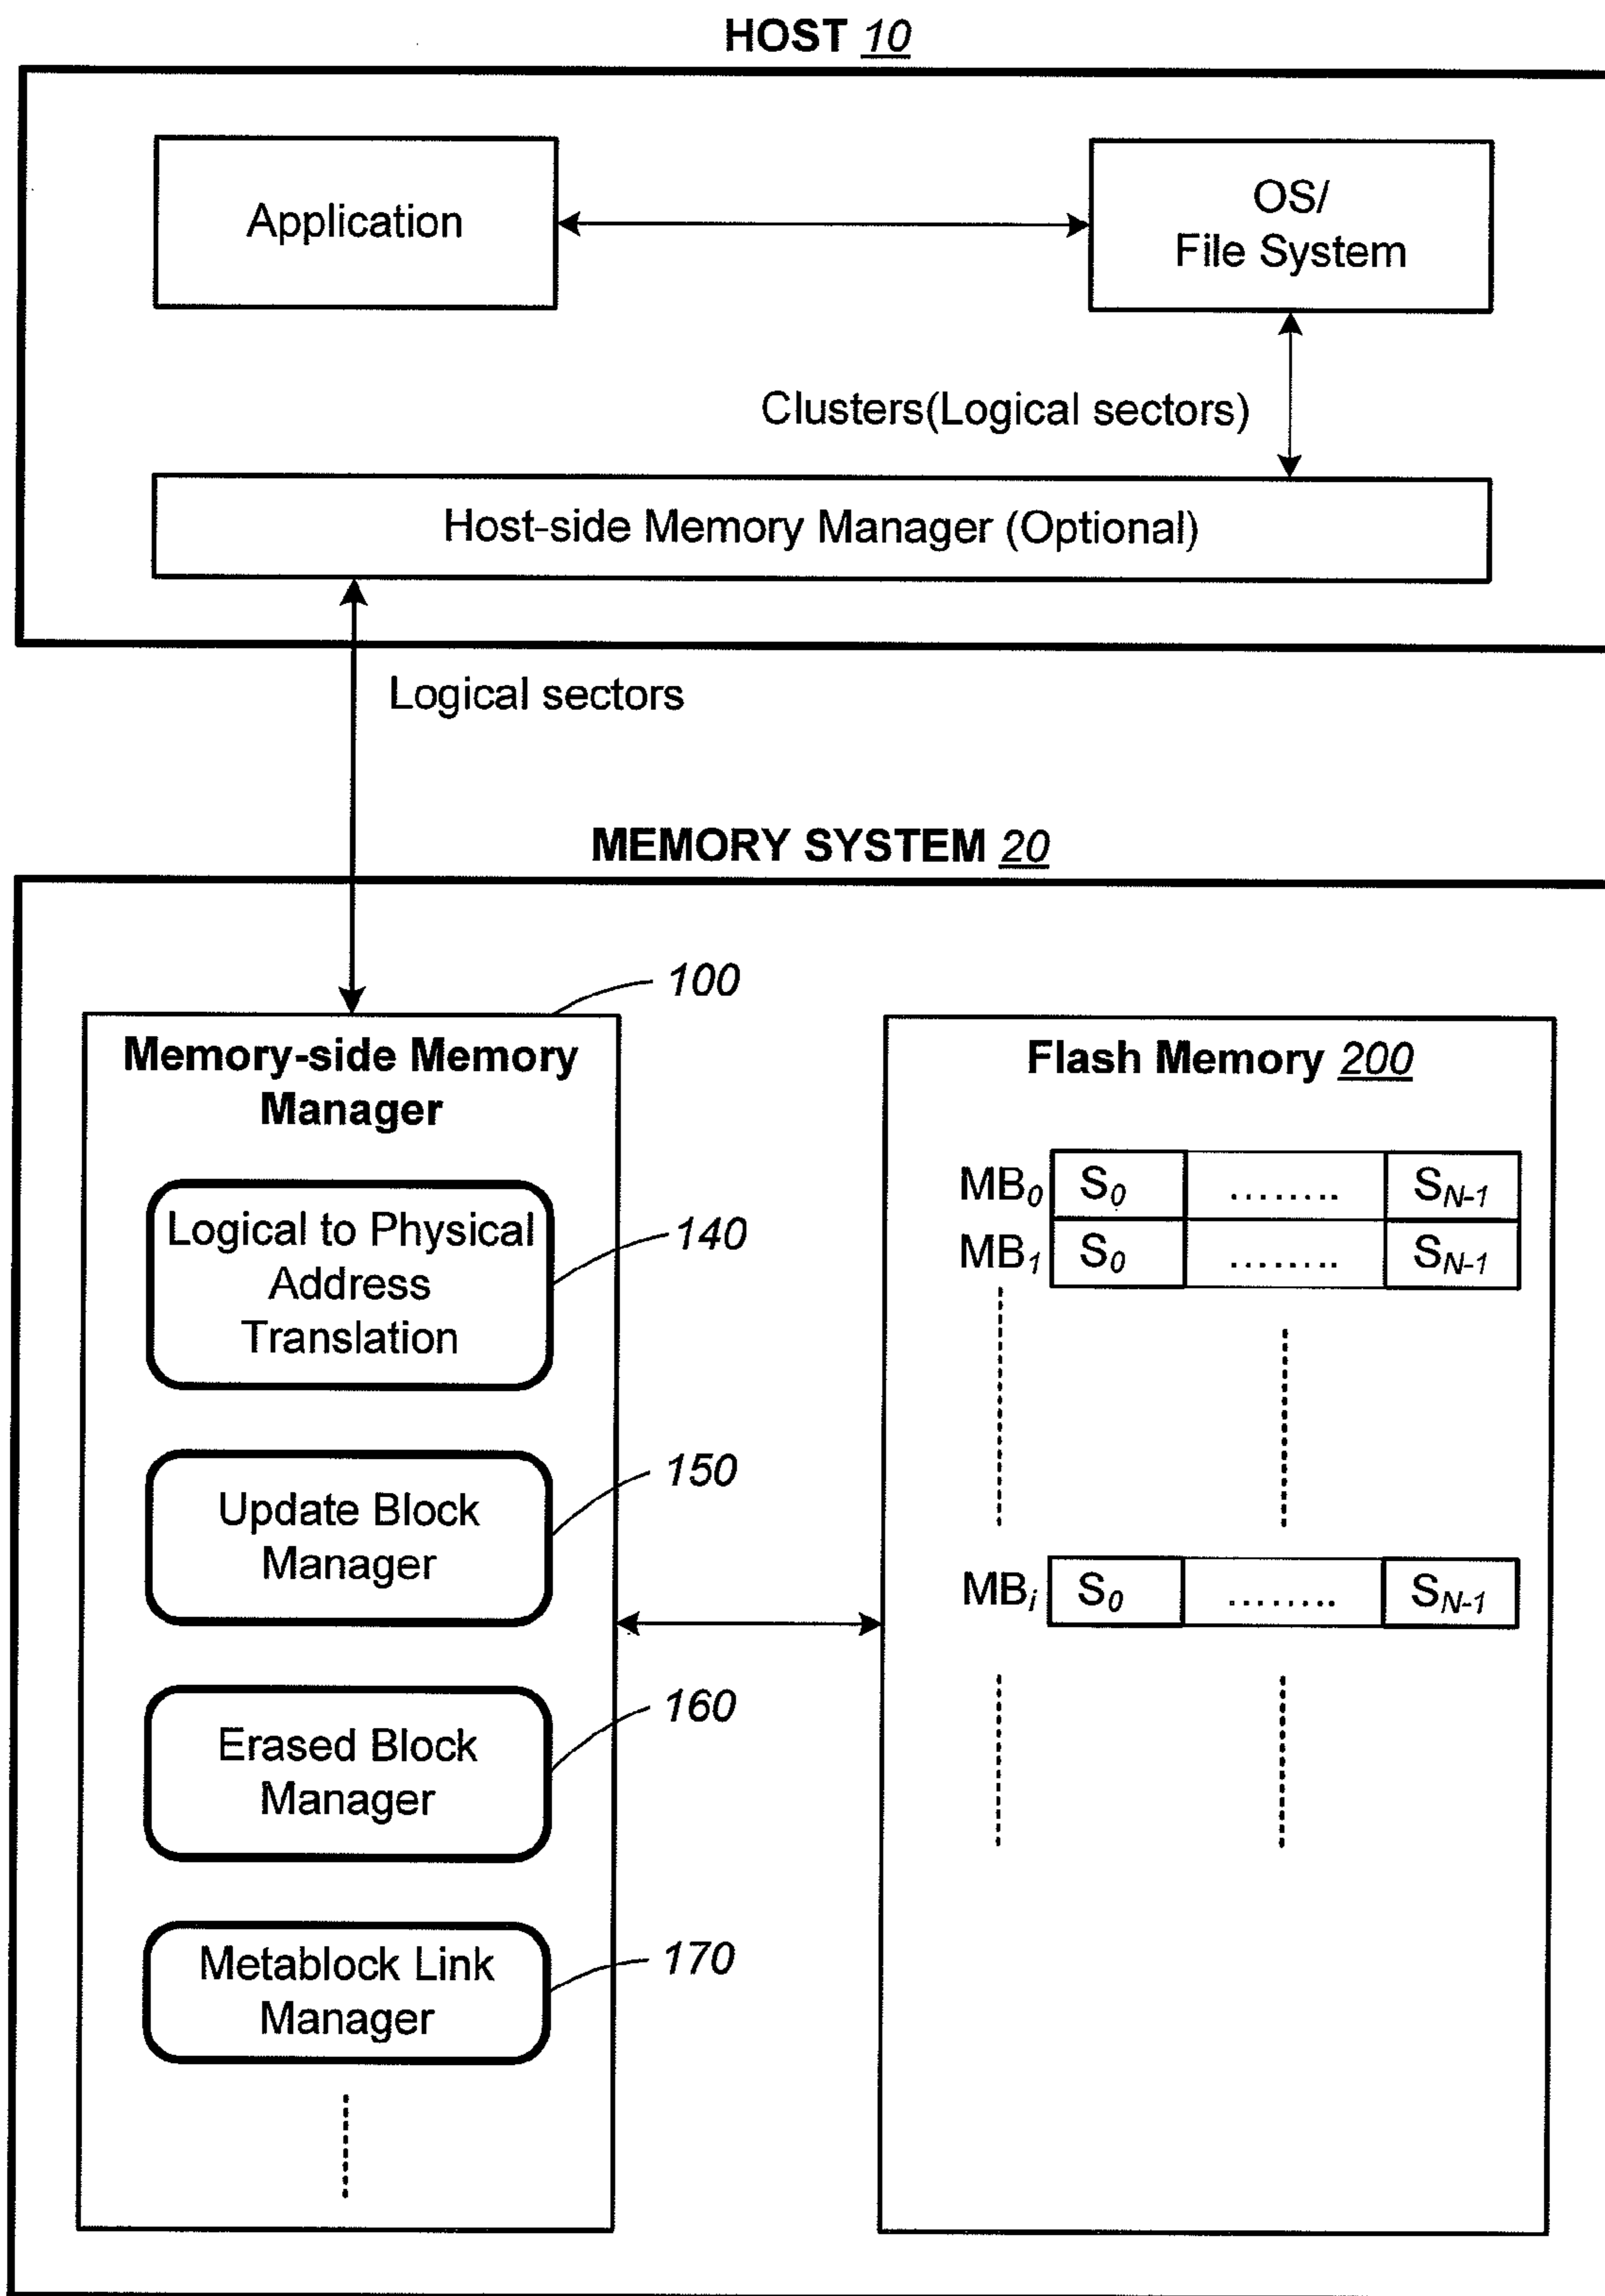 HOST 10
Application
OS/
File System
Clusters(Logical sectors)
Host-side Memory Manager (Optional)
Logical sectors
MEMORY SYSTEM 20
100
Memory-side Memory
Manager
Logical to Physical
Address
Translation
140
Update Block
Manager
150
Erased Block
Manager
160
Metablock Link
Manager
170
Flash Memory 200
MB0 S0 ........ SN-1
MB1 S0 ........ SN-1
MBi S0 ........ SN-1